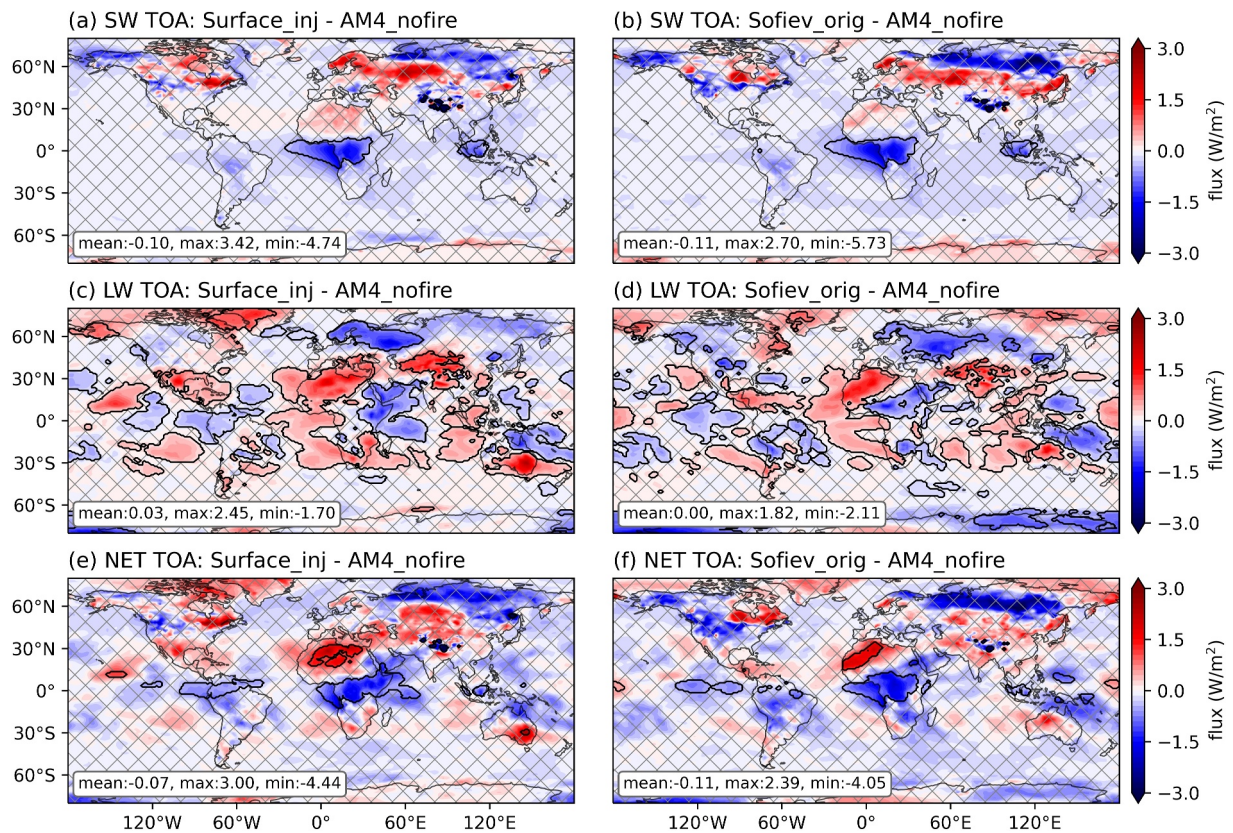 (a) SW TOA: Surface_inj - AM4_nofire
(b) SW TOA: Sofiev_orig - AM4_nofire
60°N
30°N
0°
30°S
60°S
mean:-0.10, max:3.42, min:-4.74
mean:-0.11, max:2.70, min:-5.73
3.0
1.5
0.0
−1.5
−3.0
flux (W/m²)
(c) LW TOA: Surface_inj - AM4_nofire
(d) LW TOA: Sofiev_orig - AM4_nofire
60°N
30°N
0°
30°S
60°S
mean:0.03, max:2.45, min:-1.70
mean:0.00, max:1.82, min:-2.11
3.0
1.5
0.0
−1.5
−3.0
flux (W/m²)
(e) NET TOA: Surface_inj - AM4_nofire
(f) NET TOA: Sofiev_orig - AM4_nofire
60°N
30°N
0°
30°S
60°S
mean:-0.07, max:3.00, min:-4.44
mean:-0.11, max:2.39, min:-4.05
3.0
1.5
0.0
−1.5
−3.0
flux (W/m²)
120°W 60°W 0° 60°E 120°E
120°W 60°W 0° 60°E 120°E